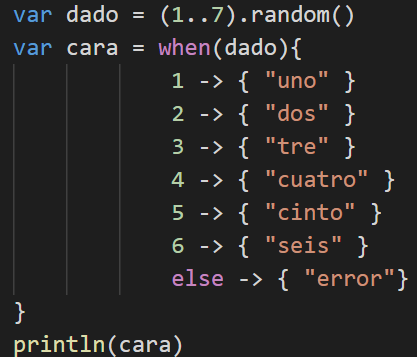 var dado = (1..7).random()
var cara = when(dado){
1 -> { "uno" }
2 -> { "dos" }
3 -> { "tre" }
4 -> { "cuatro" }
5 -> { "cinto" }
6 -> { "seis" }
else -> { "error"}
}
println(cara)